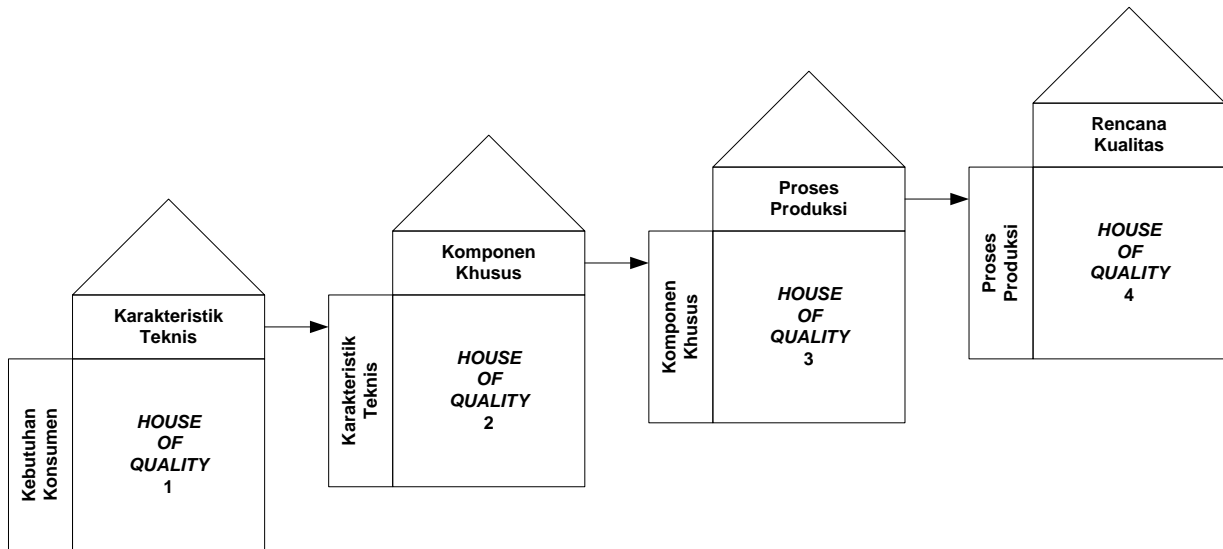 Kebutuhan
Konsumen
Karakteristik
Teknis
HOUSE
OF
QUALITY
1
Karakteristik
Teknis
Komponen
Khusus
HOUSE
OF
QUALITY
2
Komponen
Khusus
Proses
Produksi
HOUSE
OF
QUALITY
3
Proses
Produksi
Rencana
Kualitas
HOUSE
OF
QUALITY
4